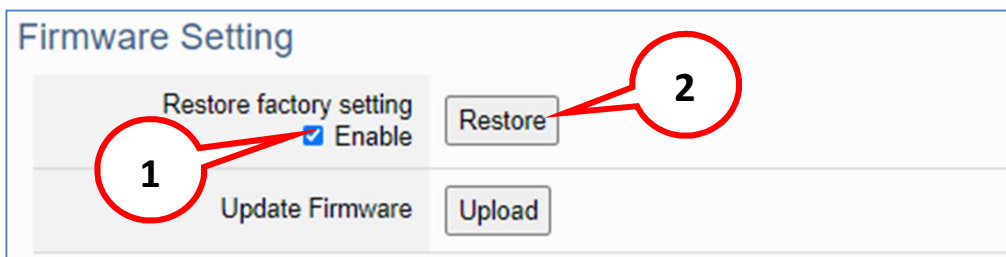 Firmware Setting
Restore factory setting
Enable
Restore
1
2
Update Firmware
Upload